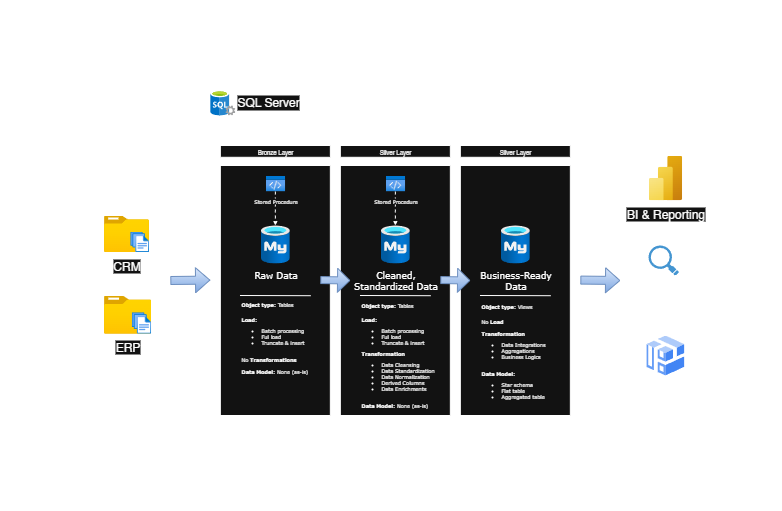 SQL
SQL Server
Bronze Layer
Silver Layer
Silver Layer
CRM
ERP
Stored Procedure
My
Raw Data
Object type: Tables
Load:
Batch processing
Full load
Truncate & Insert
No Transformations
Data Model: None (as-is)
Stored Procedure
My
Cleaned,
Standardized Data
Object type: Tables
Load:
Batch processing
Full load
Truncate & Insert
Transformation
Data Cleansing
Data Standardization
Data Normalization
Derived Columns
Data Enrichments
Data Model: None (as-is)
My
Business-Ready
Data
Object type: Views
No Load
Transformation
Data Integrations
Aggregations
Business Logics
Data Model:
Star schema
Flat table
Aggregated table
BI & Reporting